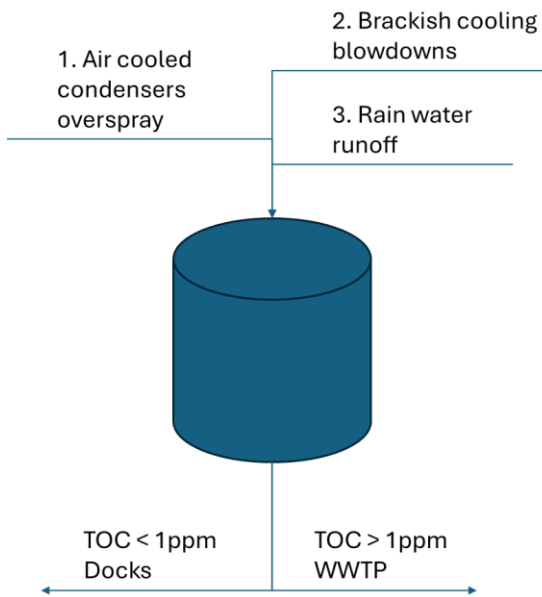 1. Air cooled
condensers
overspray
2. Brackish cooling
blowdowns
3. Rain water
runoff
TOC < 1ppm
Docks
TOC > 1ppm
WWTP